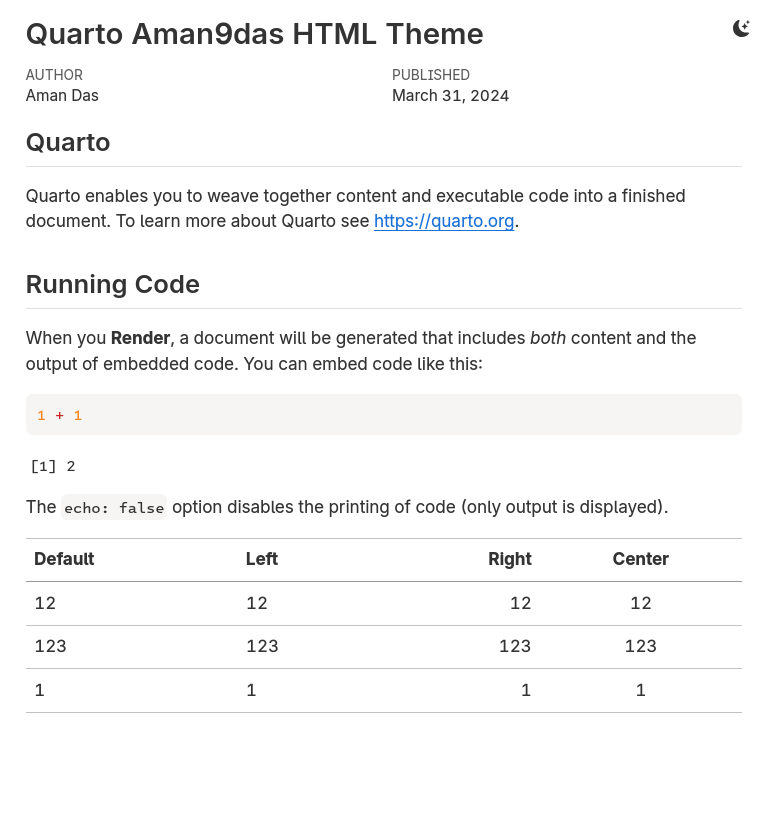 Quarto Aman9das HTML Theme
AUTHOR PUBLISHED
Aman Das March 31, 2024
Quarto
Quarto enables you to weave together content and executable code into a finished
document. To learn more about Quarto see https://quarto.org.
Running Code
When you Render, a document will be generated that includes both content and the
output of embedded code. You can embed code like this:
1 + 1
[1] 2
The echo: false option disables the printing of code (only output is displayed).
Default Left Right Center
12 12 12 12
123 123 123 123
1 1 1 1